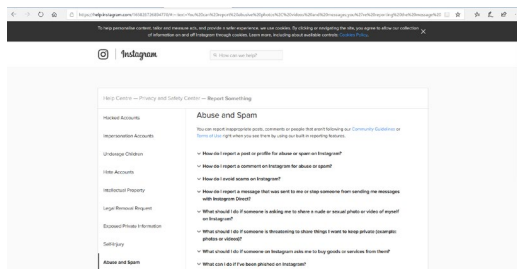 To help personalise content, tailor and measure ads, and provide a safer experience, we use cookies. By clicking or navigating the site, you agree to allow our collection
of information on and off Instagram through cookies. Learn more, including about available controls: Cookies Policy.
Instagram
How can we help?
Help Centre — Privacy and Safety Center — Report Something
Hacked Accounts
Impersonation Accounts
Underage Children
Hate Accounts
Intellectual Property
Legal Removal Request
Exposed Private Information
Self-Injury
Abuse and Spam
Abuse and Spam
You can report inappropriate posts, comments or people that aren't following our Community Guidelines or
Terms of Use right when you see them by using our built-in reporting features.
How do I report a post or profile for abuse or spam on Instagram?
How do I report a comment on Instagram for abuse or spam?
How do I avoid scams on Instagram?
How do I report a message that was sent to me or stop someone from sending me messages
with Instagram Direct?
What should I do if someone is asking me to share a nude or sexual photo or video of myself
on Instagram?
What should I do if someone is threatening to share things I want to keep private (example:
photos or videos)?
What should I do if someone on Instagram asks me to buy goods or services from them?
What can I do if I've been phished on Instagram?